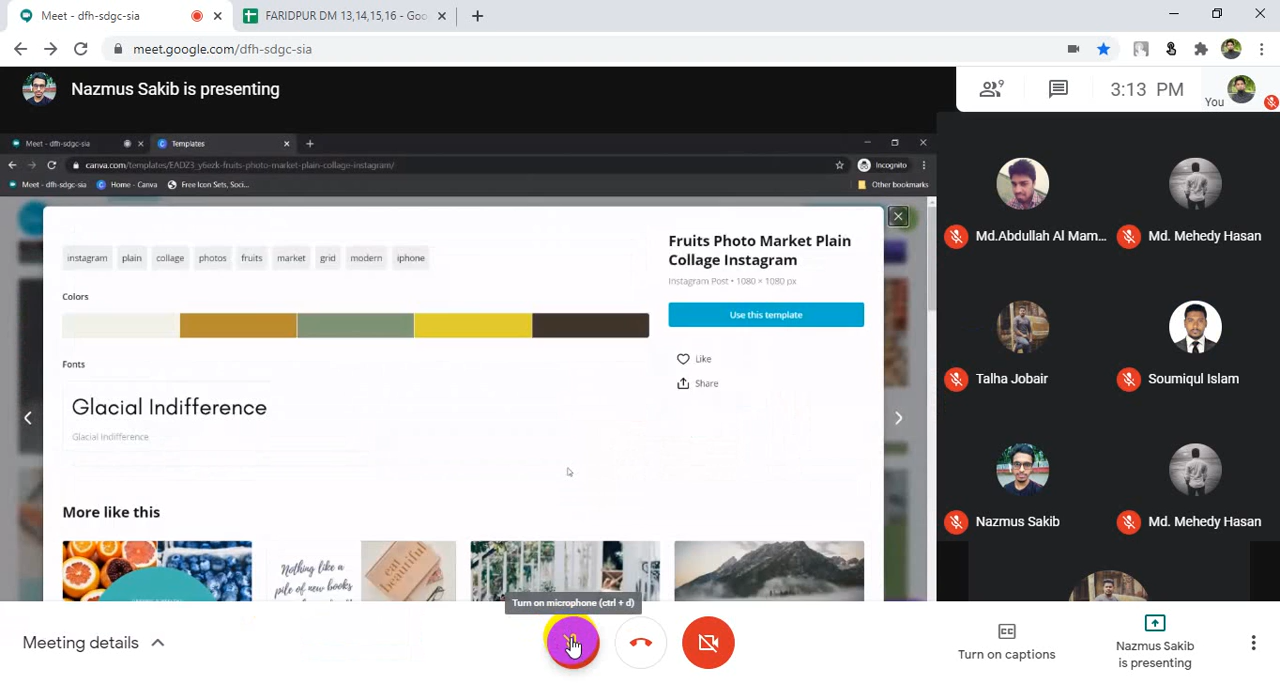 Meet - dfh-sdgc-sia
FARIDPUR DM 13,14,15,16 - Goo
meet.google.com/dfh-sdgc-sia
Nazmus Sakib is presenting
9
3:13 PM
You
Meet - dfh-sdgc-sia
Templates
canva.com/templates/EADZ3_y6ezk-fruits-photo-market-plain-collage-instagram/
Incognito
Meet - dfh-sdgc-sia
Home - Canva
Free Icon Sets, Soci...
Other bookmarks
instagram
plain
collage
photos
fruits
market
grid
modern
iphone
Fruits Photo Market Plain
Collage Instagram
Instagram Post • 1080 × 1080 px
Use this template
Like
Share
Colors
Fonts
Glacial Indifference
Glacial Indifference
More like this
Nothing like a
pile of new books
eat
beautiful
Md.Abdullah Al Mam...
Md. Mehedy Hasan
Talha Jobair
Soumiqul Islam
Nazmus Sakib
Md. Mehedy Hasan
Turn on microphone (ctrl + d)
Meeting details
CC
Turn on captions
Nazmus Sakib
is presenting